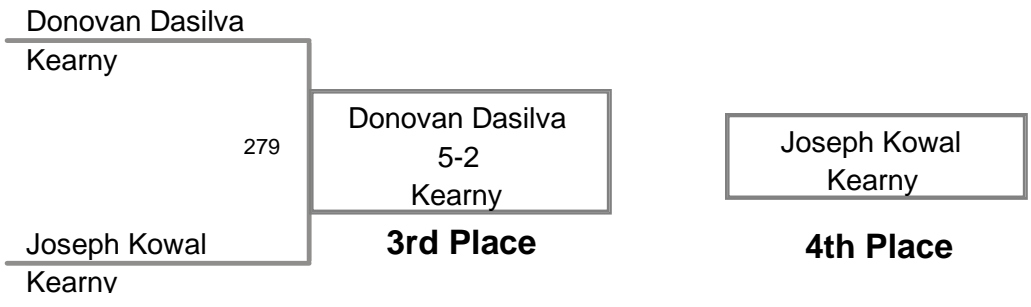 Donovan Dasilva
Kearny
279
Donovan Dasilva
5-2
Kearny
3rd Place
Joseph Kowal
Kearny
4th Place
Joseph Kowal
Kearny